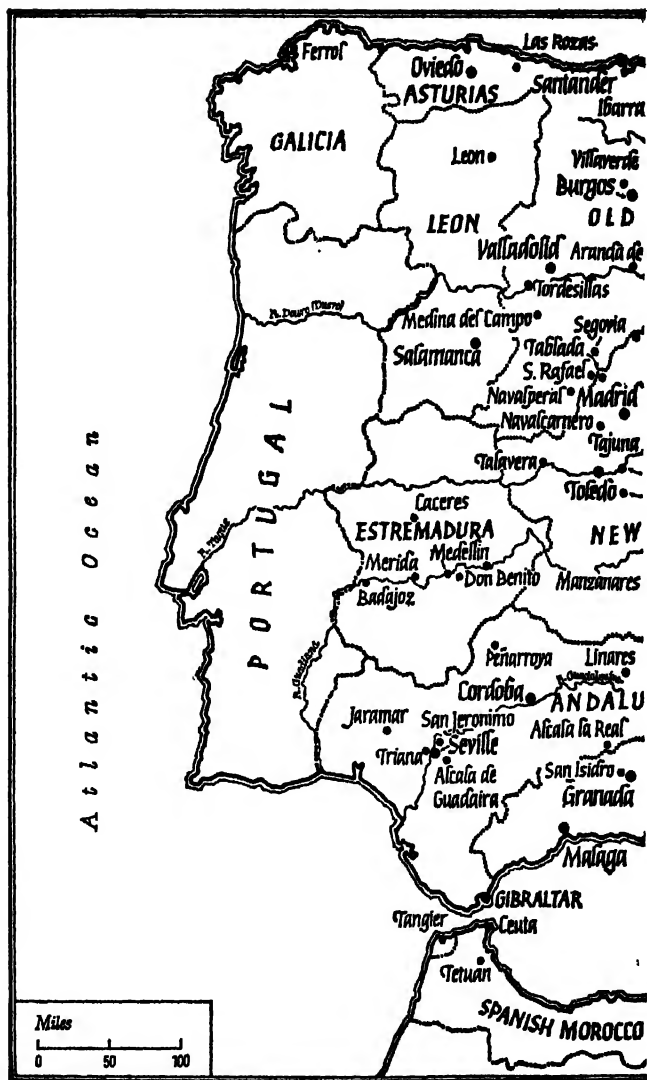 Las Rozas
Ferrol
Oviedo
Santander
ASTURIAS
Ibarra
GALICIA
Villaverde
Leon
Burgos
LEON
OLD
Valladolid
Aranda de
Tordesillas
R. Douro (Duero)
Medina del Campo
Segovia
Tablada
Salamanca
S. Rafael
Navalperal
Madrid
Navalcarnero
Tajuna
Talavera
Toledo
Atlantic Ocean
PORTUGAL
Caceres
R. Tagus
ESTREMADURA
NEW
Merida
Medellin
Don Benito
Manzanares
Badajoz
R. Guadiana
Peñarroya
Linares
Cordoba
ANDALU
Jaramar
San Jeronimo
Alcala la Real
Triana
Seville
Alcala de
Guadaira
San Isidro
Granada
Malaga
GIBRALTAR
Tangier
Ceuta
Tetuan
SPANISH MOROCCO
Miles
0 50 100